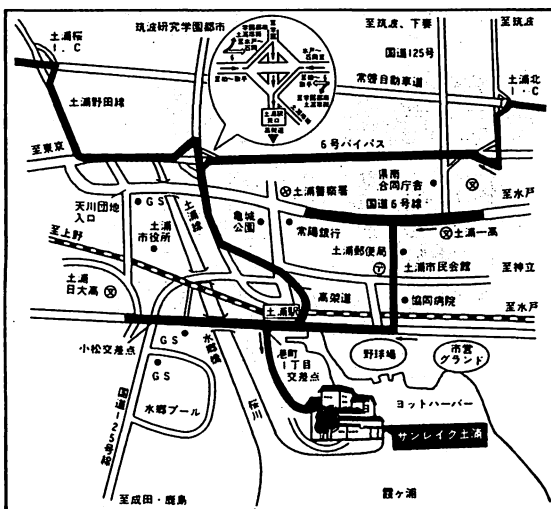 土浦桜
I・C
筑波研究学園都市
至筑波、下妻
至筑波
国道125号
常磐自動車道
土浦北
I・C
土浦野田線
至東京
6号バイパス
県南
合同庁舎
文
土浦警察署
国道6号線
至水戸
天川団地
入口
GS
土浦
市役所
土浦線
亀城
公園
常陽銀行
文
土浦一高
土浦郵便局
土浦市民会館
至神立
至上野
土浦
日大高
文
高架道
協同病院
至水戸
土浦駅
小松交差点
GS
水郷橋
港町
1丁目
交差点
野球場
市営
グランド
GS
国道125号線
水郷プール
桜川
ヨットハーバー
サンレイク土浦
至成田・鹿島
霞ヶ浦